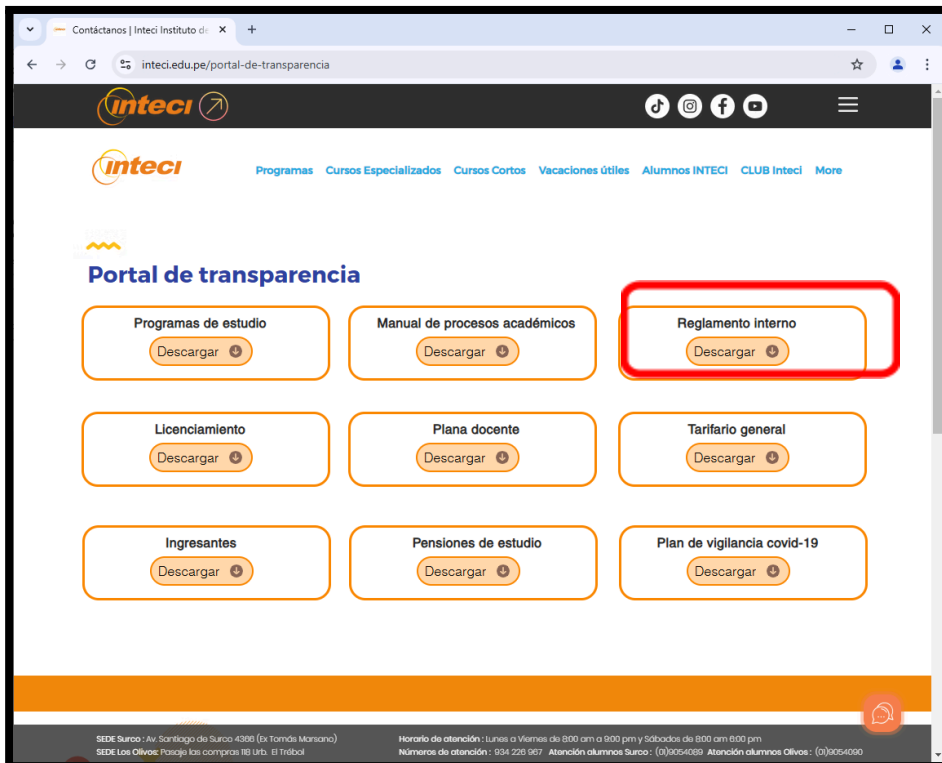 Contáctanos | Inteci Instituto de
inteci.edu.pe/portal-de-transparencia
inteci
inteci
Programas Cursos Especializados Cursos Cortos Vacaciones útiles Alumnos INTECI CLUB Inteci More
Portal de transparencia
Programas de estudio
Descargar
Manual de procesos académicos
Descargar
Reglamento interno
Descargar
Licenciamiento
Descargar
Plana docente
Descargar
Tarifario general
Descargar
Ingresantes
Descargar
Pensiones de estudio
Descargar
Plan de vigilancia covid-19
Descargar
SEDE Surco : Av. Santiago de Surco 4366 (Ex Tomás Marsano)
SEDE Los Olivos: Pasaje las compras 118 Urb. El Trébol
Horario de atención : Lunes a Viernes de 8:00 am a 9:00 pm y Sábados de 8:00 am 6:00 pm
Números de atención : 934 226 967 Atención alumnos Surco : (01)9054089 Atención alumnos Olivos : (01)9054090